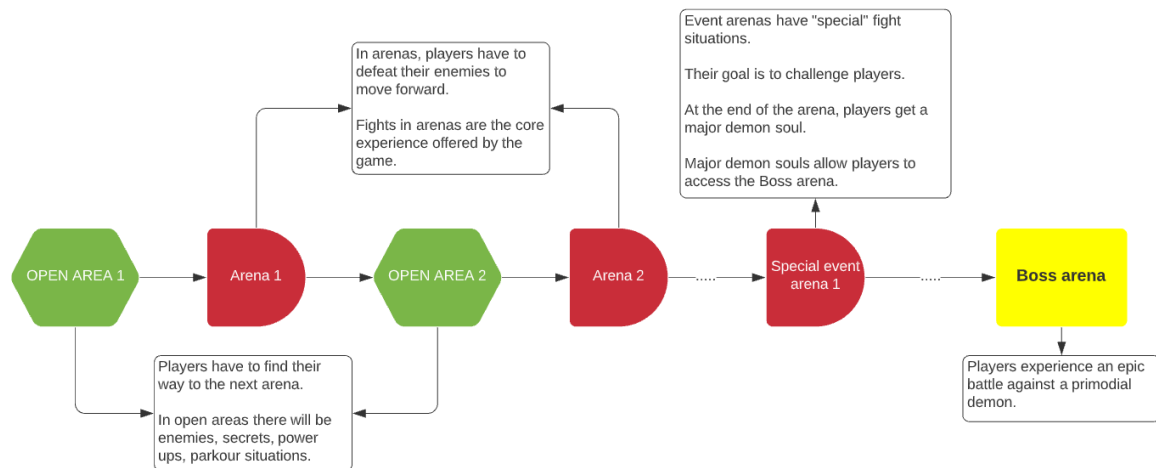 Event arenas have "special" fight
situations.
Their goal is to challenge players.
At the end of the arena, players get a
major demon soul.
Major demon souls allow players to
access the Boss arena.
In arenas, players have to
defeat their enemies to
move forward.
Fights in arenas are the core
experience offered by the
game.
OPEN AREA 1
Arena 1
OPEN AREA 2
Arena 2
.....
Special event
arena 1
.....
Boss arena
Players have to find their
way to the next arena.
In open areas there will be
enemies, secrets, power
ups, parkour situations.
Players experience an epic
battle against a primodial
demon.